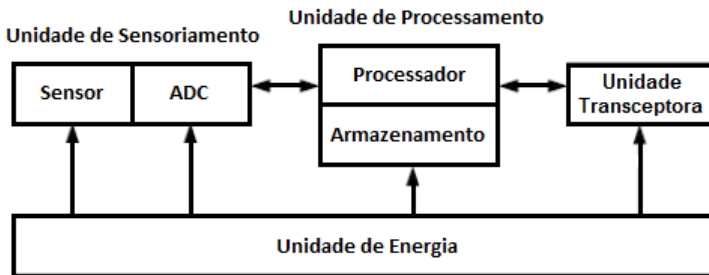 Unidade de Processamento
Unidade de Sensoriamento
Sensor
ADC
Processador
Armazenamento
Unidade
Transceptora
Unidade de Energia